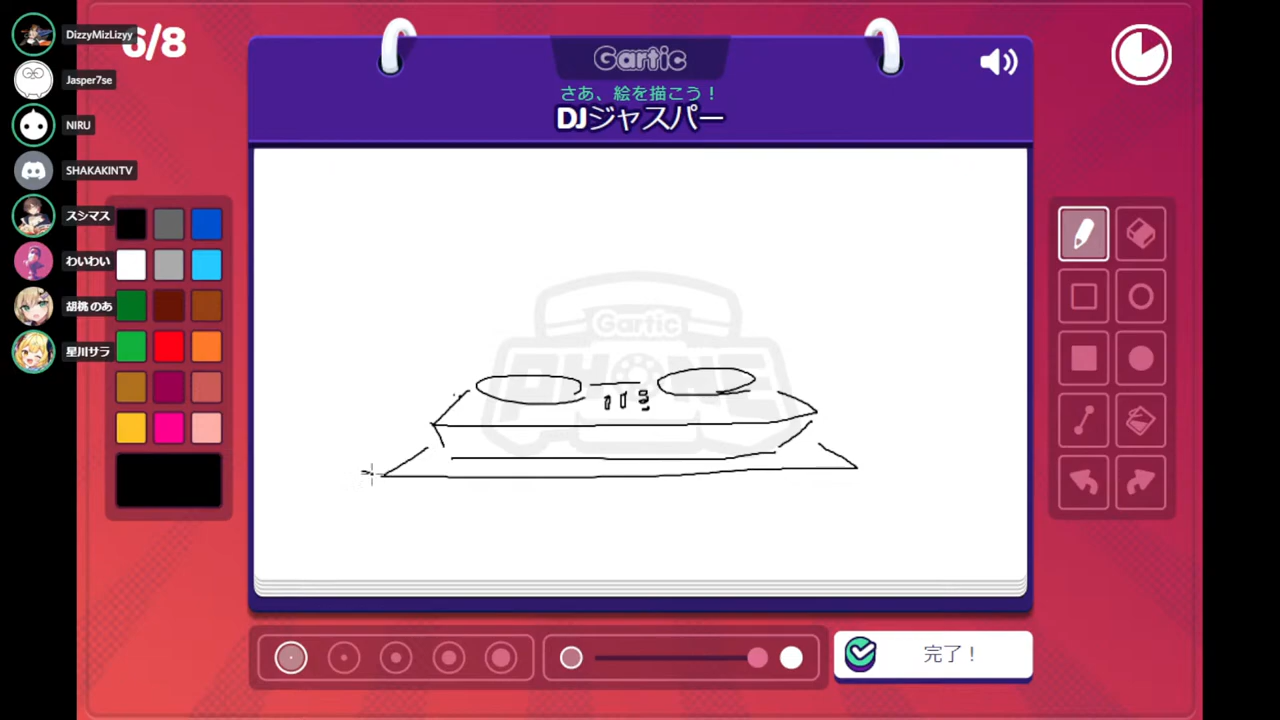 DizzyMizLizyy
6/8
Jasper7se
NIRU
SHAKAKINTV
スシマス
わいわい
胡桃 のあ
星川サラ
Gartic
さあ、絵を描こう！
DJジャスパー
Gartic
PHONE
完了！